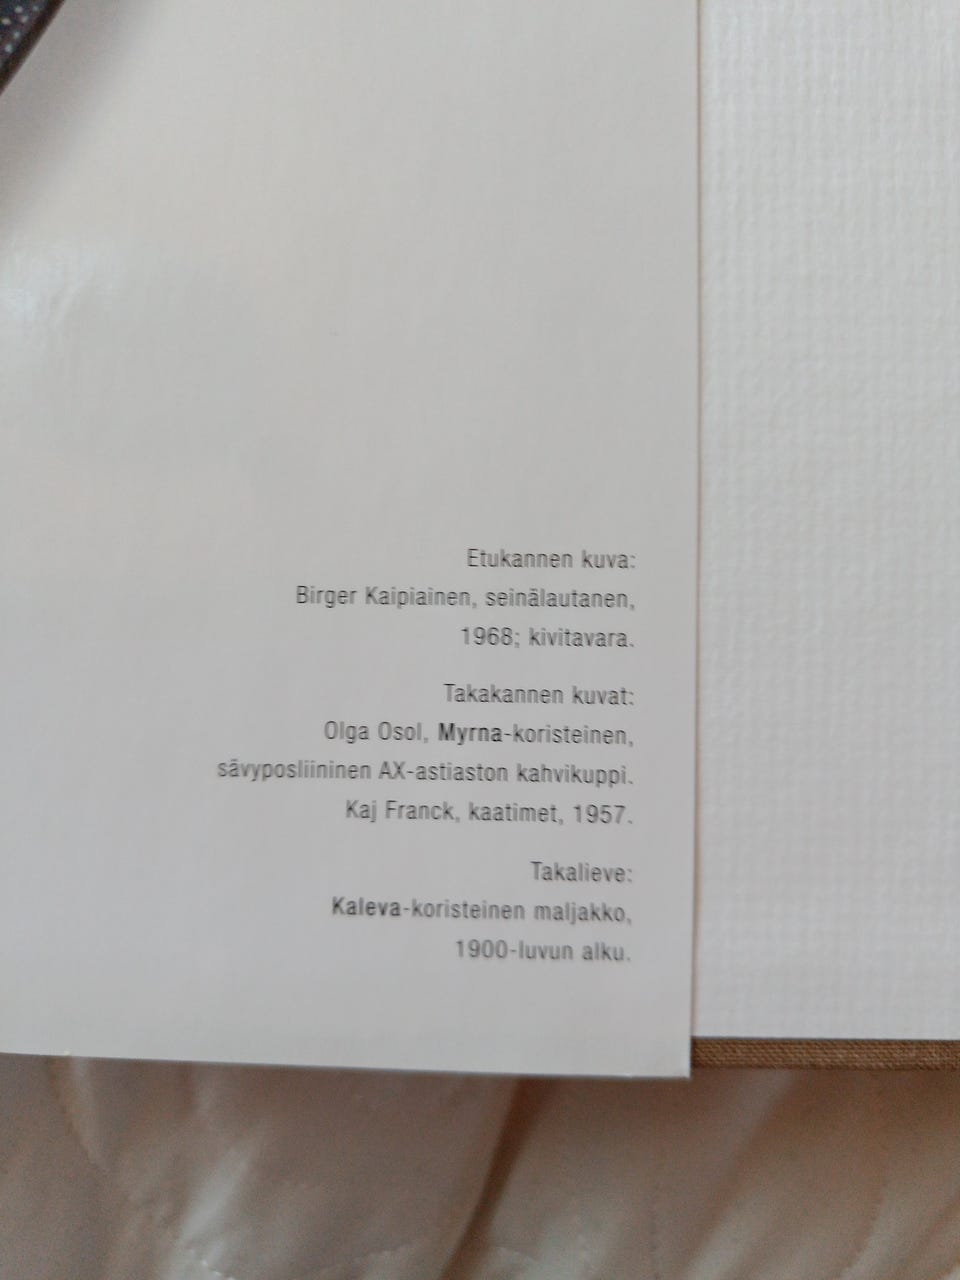 Etukannen kuva:
Birger Kaipiainen, seinälautanen,
1968; kivitavara.
Takakannen kuvat:
Olga Osol, Myrna-koristeinen,
sävyposliininen AX-astiaston kahvikuppi.
Kaj Franck, kaatimet, 1957.
Takalieve:
Kaleva-koristeinen maljakko,
1900-luvun alku.